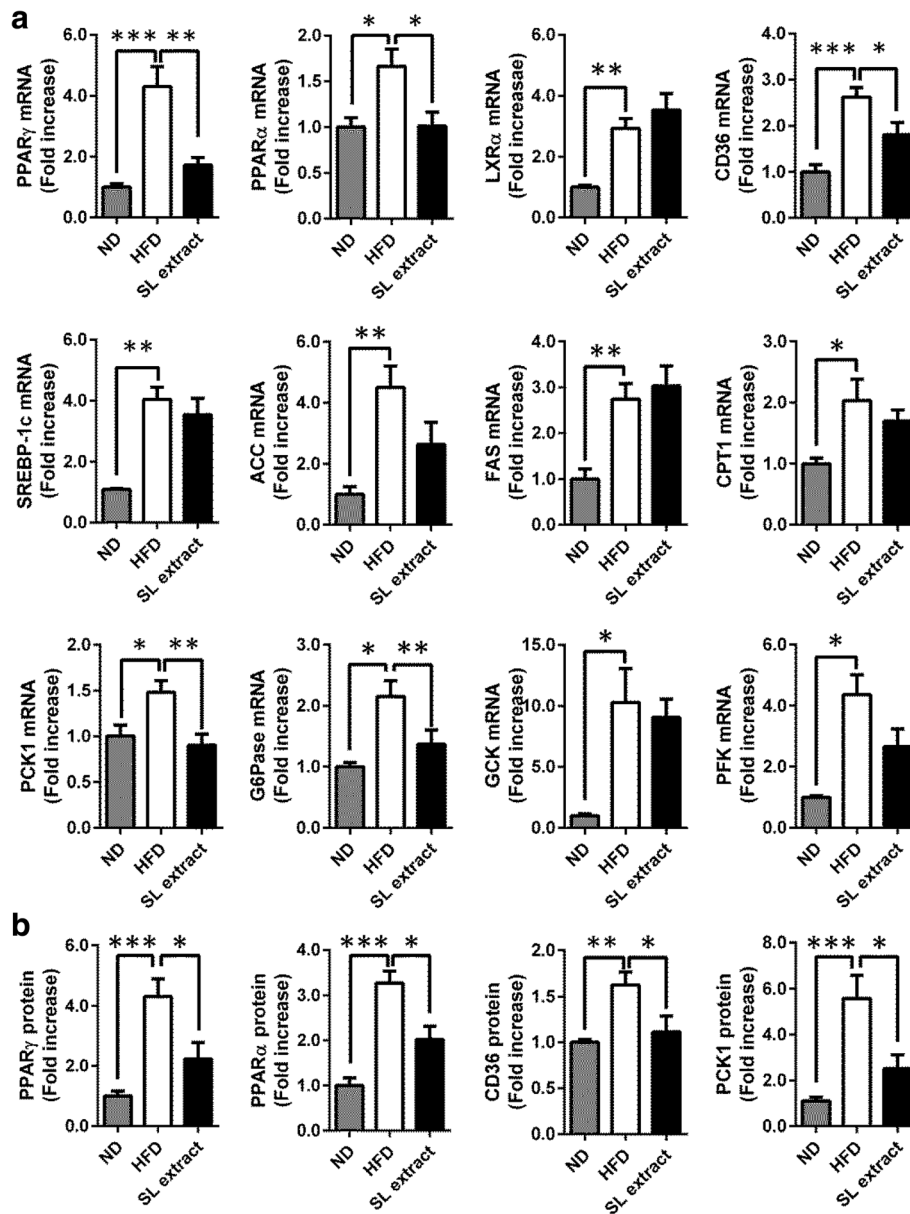 a
PPARγ mRNA
(Fold increase)
6.0
4.0
2.0
0.0
*** **
ND
HFD
SL extract
PPARα mRNA
(Fold increase)
2.0
1.5
1.0
0.5
0.0
* *
ND
HFD
SL extract
LXRα mRNA
(Fold increasae)
6.0
4.0
2.0
0.0
**
ND
HFD
SL extract
CD36 mRNA
(Fold increase)
4.0
3.0
2.0
1.0
0.0
*** *
ND
HFD
SL extract
SREBP-1c mRNA
(Fold increase)
6.0
4.0
2.0
0.0
**
ND
HFD
SL extract
ACC mRNA
(Fold increase)
6.0
4.0
2.0
0.0
**
ND
HFD
SL extract
FAS mRNA
(Fold increase)
4.0
3.0
2.0
1.0
0.0
**
ND
HFD
SL extract
CPT1 mRNA
(Fold increase)
3.0
2.0
1.0
0.0
*
ND
HFD
SL extract
PCK1 mRNA
(Fold increase)
2.0
1.5
1.0
0.5
0.0
* **
ND
HFD
SL extract
G6Pase mRNA
(Fold increase)
3.0
2.0
1.0
0.0
* **
ND
HFD
SL extract
GCK mRNA
(Fold increase)
15.0
10.0
5.0
0.0
*
ND
HFD
SL extract
PFK mRNA
(Fold increase)
6.0
4.0
2.0
0.0
*
ND
HFD
SL extract
b
PPARγ protein
(Fold increase)
6.0
4.0
2.0
0.0
*** *
ND
HFD
SL extract
PPARα protein
(Fold increase)
4.0
3.0
2.0
1.0
0.0
*** *
ND
HFD
SL extract
CD36 protein
(Fold increase)
2.0
1.5
1.0
0.5
0.0
** *
ND
HFD
SL extract
PCK1 protein
(Fold increase)
8.0
6.0
4.0
2.0
0.0
*** *
ND
HFD
SL extract